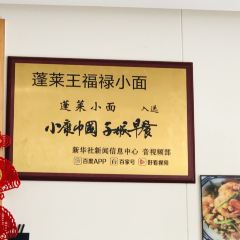 蓬莱王福禄小面
蓬莱小面 入选
小康中国 千城早餐
新华社新闻信息中心 音视频部
百度APP 百家号 好看视频